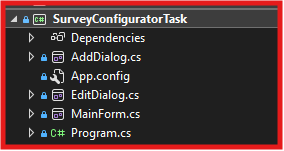 SurveyConfiguratorTask
Dependencies
AddDialog.cs
App.config
EditDialog.cs
MainForm.cs
C# Program.cs